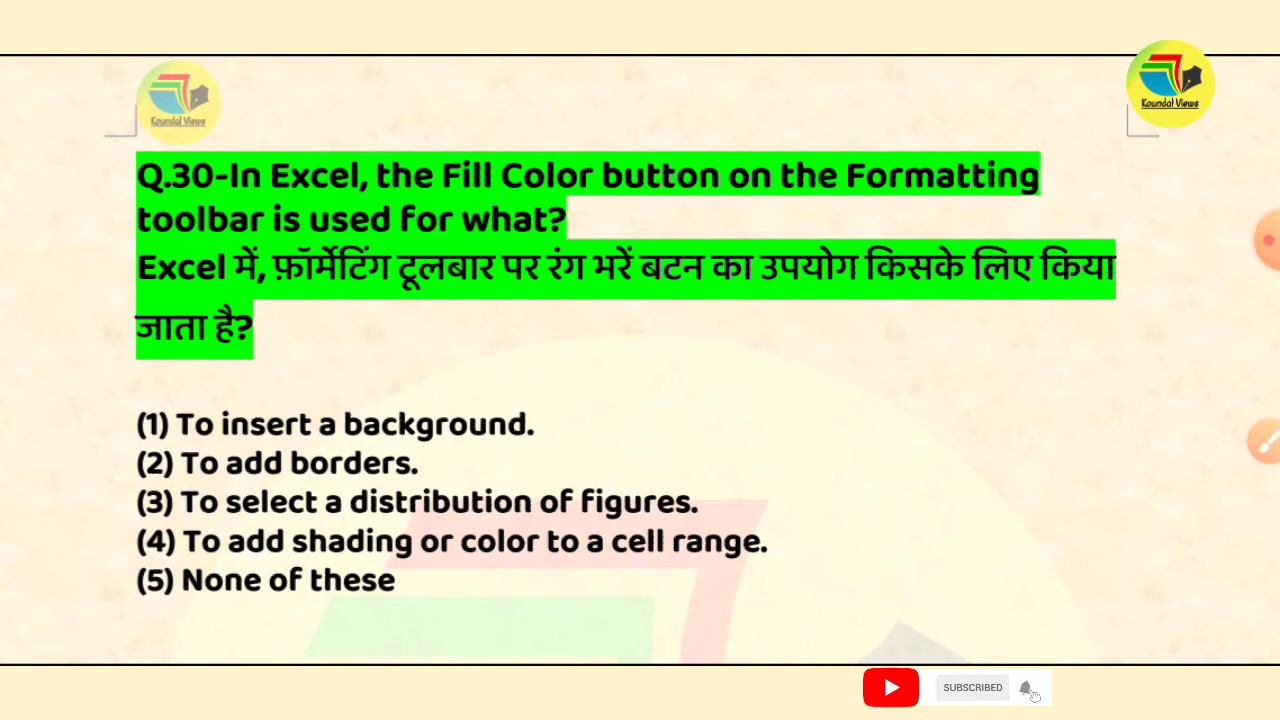 Koundal Views
Koundal Views
Q.30-In Excel, the Fill Color button on the Formatting
toolbar is used for what?
Excel में, फ़ॉर्मेटिंग टूलबार पर रंग भरें बटन का उपयोग किसके लिए किया
जाता है?
(1) To insert a background.
(2) To add borders.
(3) To select a distribution of figures.
(4) To add shading or color to a cell range.
(5) None of these
SUBSCRIBED